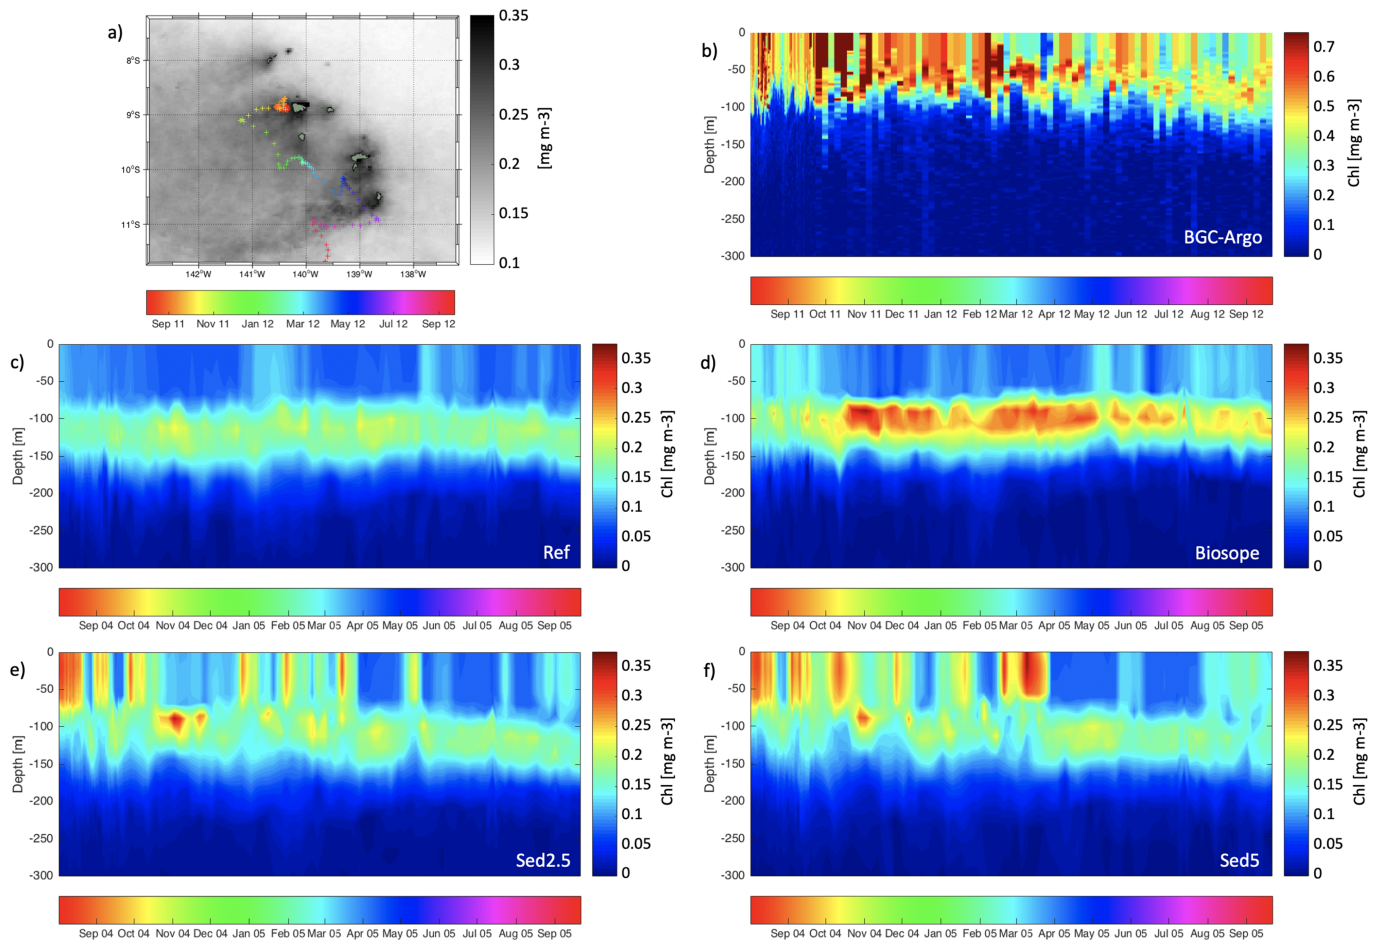 a)
8°S
9°S
10°S
11°S
142°W 141°W 140°W 139°W 138°W
0.35
0.3
0.25
0.2
0.15
0.1
[mg m-3]
Sep 11 Nov 11 Jan 12 Mar 12 May 12 Jul 12 Sep 12
b)
Depth [m]
0
-50
-100
-150
-200
-250
-300
BGC-Argo
0.7
0.6
0.5
0.4
0.3
0.2
0.1
0
Chl [mg m-3)
Sep 11 Oct 11 Nov 11 Dec 11 Jan 12 Feb 12 Mar 12 Apr 12 May 12 Jun 12 Jul 12 Aug 12 Sep 12
c)
Depth [m]
0
-50
-100
-150
-200
-250
-300
Ref
0.35
0.3
0.25
0.2
0.15
0.1
0.05
0
Chl [mg m-3)
Sep 04 Oct 04 Nov 04 Dec 04 Jan 05 Feb 05 Mar 05 Apr 05 May 05 Jun 05 Jul 05 Aug 05 Sep 05
d)
Depth [m]
0
-50
-100
-150
-200
-250
-300
Biosope
0.35
0.3
0.25
0.2
0.15
0.1
0.05
0
Chl [mg m-3)
Sep 04 Oct 04 Nov 04 Dec 04 Jan 05 Feb 05 Mar 05 Apr 05 May 05 Jun 05 Jul 05 Aug 05 Sep 05
e)
Depth [m]
0
-50
-100
-150
-200
-250
-300
Sed2.5
0.35
0.3
0.25
0.2
0.15
0.1
0.05
0
Chl [mg m-3)
Sep 04 Oct 04 Nov 04 Dec 04 Jan 05 Feb 05 Mar 05 Apr 05 May 05 Jun 05 Jul 05 Aug 05 Sep 05
f)
Depth [m]
0
-50
-100
-150
-200
-250
-300
Sed5
0.35
0.3
0.25
0.2
0.15
0.1
0.05
0
Chl [mg m-3)
Sep 04 Oct 04 Nov 04 Dec 04 Jan 05 Feb 05 Mar 05 Apr 05 May 05 Jun 05 Jul 05 Aug 05 Sep 05